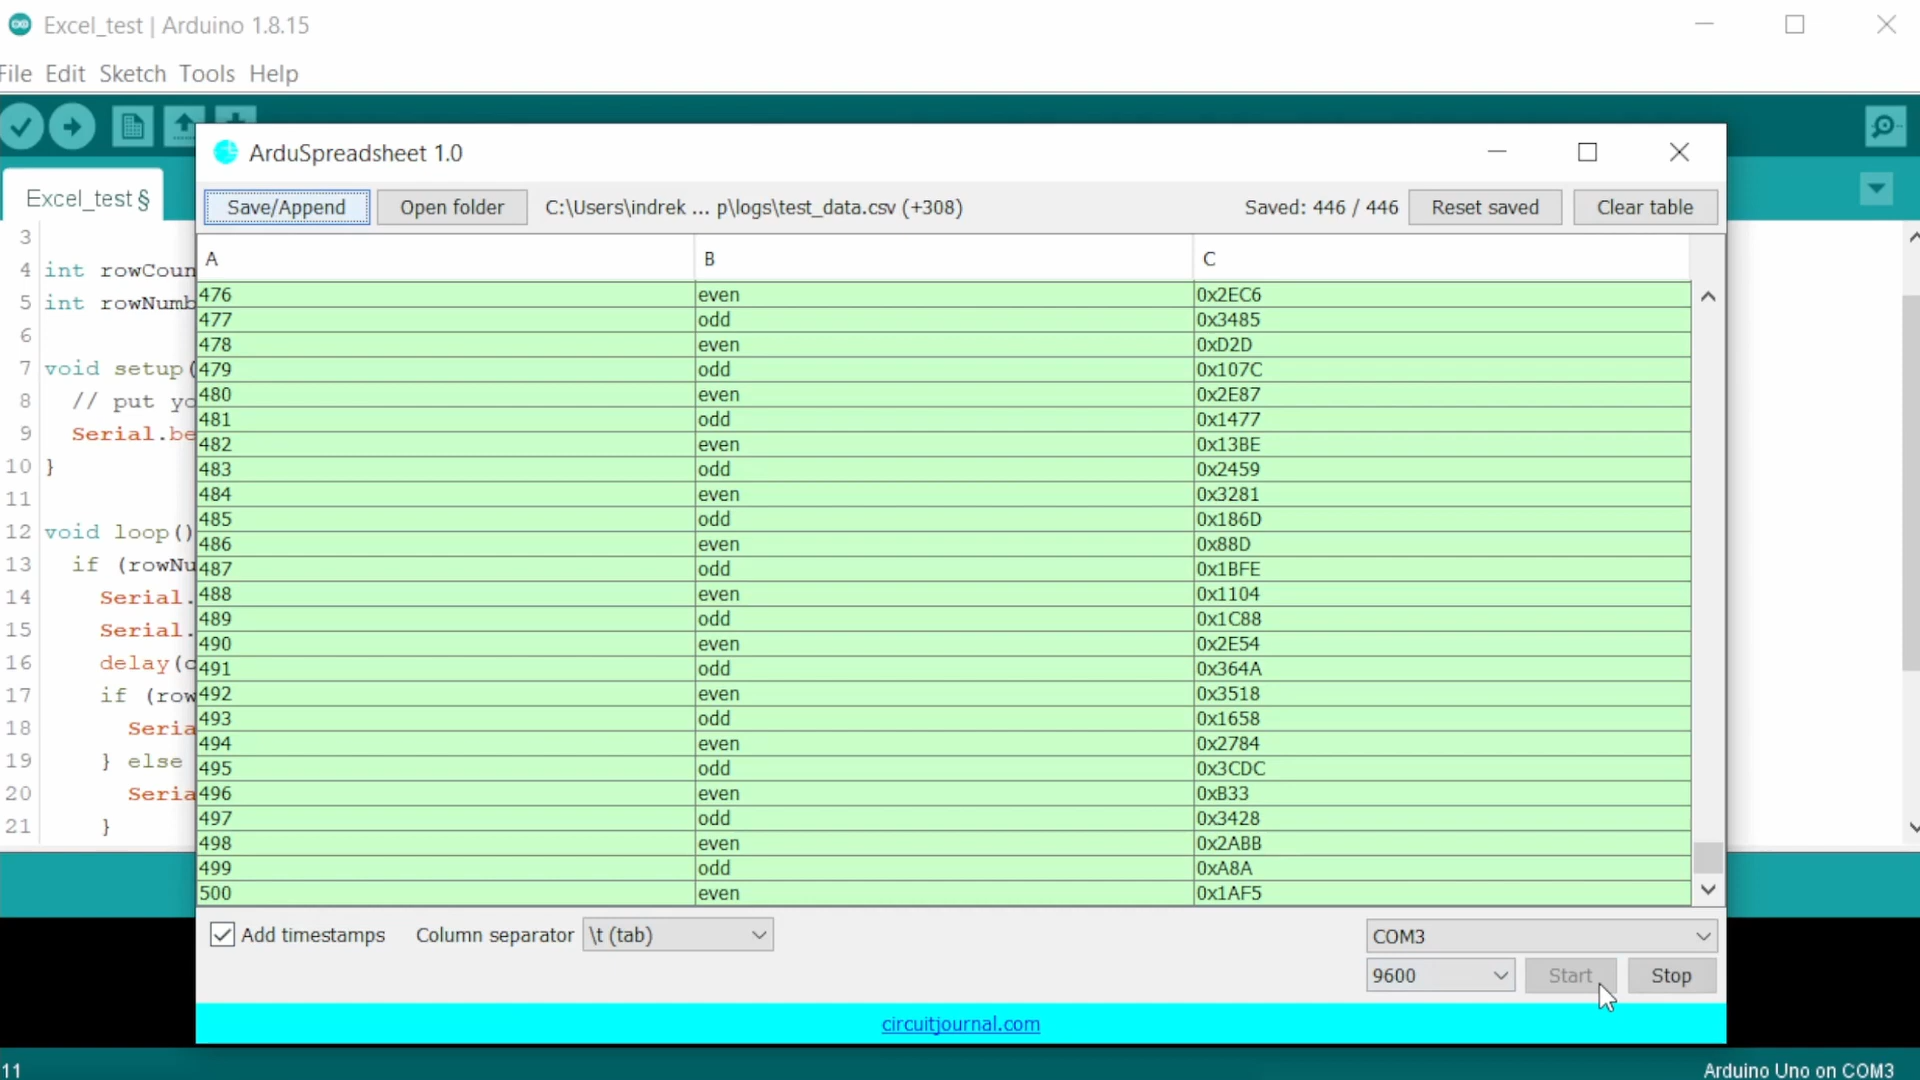 Excel_test | Arduino 1.8.15
File Edit Sketch Tools Help
ArduSpreadsheet 1.0
Excel_test §
Save/Append Open folder C:\Users\indrek ... p\logs\test_data.csv (+308) Saved: 446 / 446 Reset saved Clear table
A B C
476 even 0x2EC6
477 odd 0x3485
478 even 0xD2D
479 odd 0x107C
480 even 0x2E87
481 odd 0x1477
482 even 0x13BE
483 odd 0x2459
484 even 0x3281
485 odd 0x186D
486 even 0x88D
487 odd 0x1BFE
488 even 0x1104
489 odd 0x1C88
490 even 0x2E54
491 odd 0x364A
492 even 0x3518
493 odd 0x1658
494 even 0x2784
495 odd 0x3CDC
496 even 0xB33
497 odd 0x3428
498 even 0x2ABB
499 odd 0xA8A
500 even 0x1AF5
3
4 int rowCoun
5 int rowNumb
6
7 void setup(
8 // put yo
9 Serial.be
10 }
11
12 void loop()
13 if (rowNu
14 Serial.
15 Serial.
16 delay(c
17 if (row
18 Seria
19 } else
20 Seria
21 }
Add timestamps Column separator \t (tab) COM3
9600 Start Stop
circuitjournal.com
11 Arduino Uno on COM3